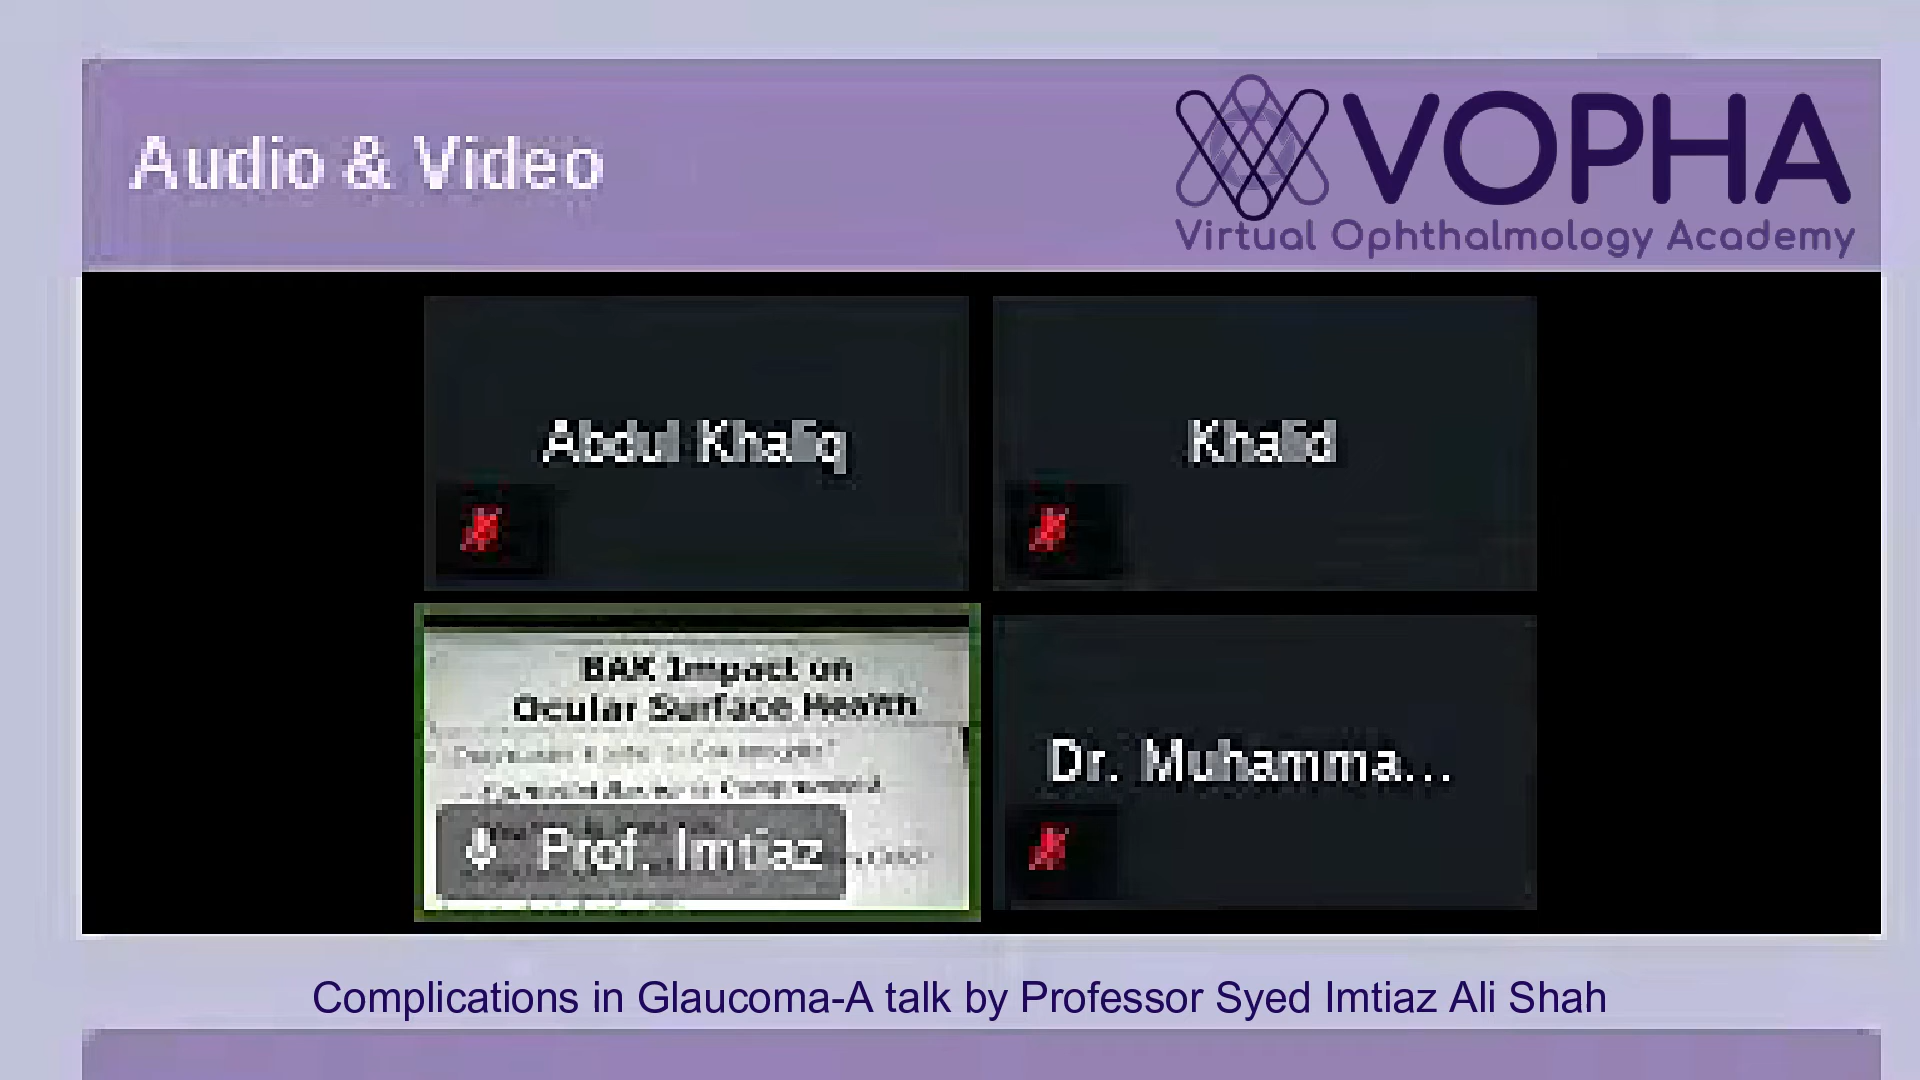 Audio & Video
VOPHA
Virtual Ophthalmology Academy
Abdul Khaliq
Khalid
BAK Impact on
Ocular Surface Health
Compromised
Prof. Imtiaz
Dr. Muhamma...
Complications in Glaucoma-A talk by Professor Syed Imtiaz Ali Shah